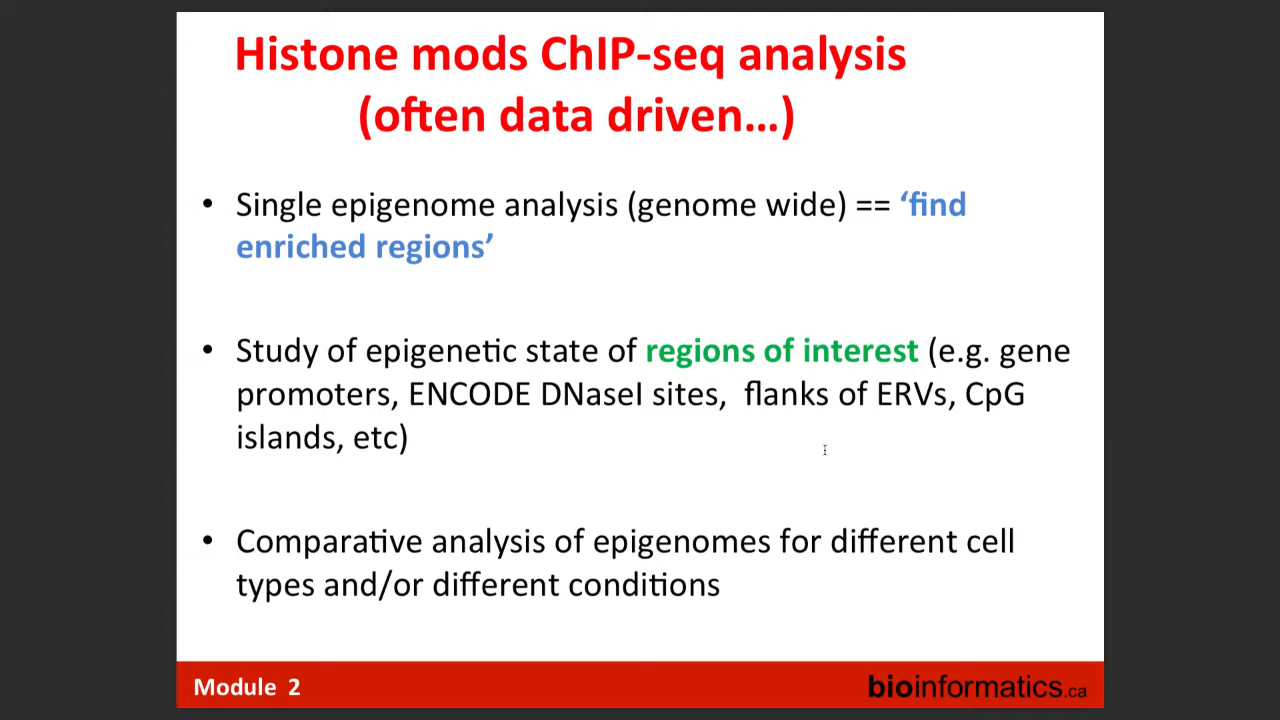 Histone mods ChIP-seq analysis
(often data driven…)
• Single epigenome analysis (genome wide) == ‘find
enriched regions’
• Study of epigenetic state of regions of interest (e.g. gene
promoters, ENCODE DNaseI sites,  flanks of ERVs, CpG
islands, etc)
• Comparative analysis of epigenomes for different cell
types and/or different conditions
Module 2
bioinformatics.ca